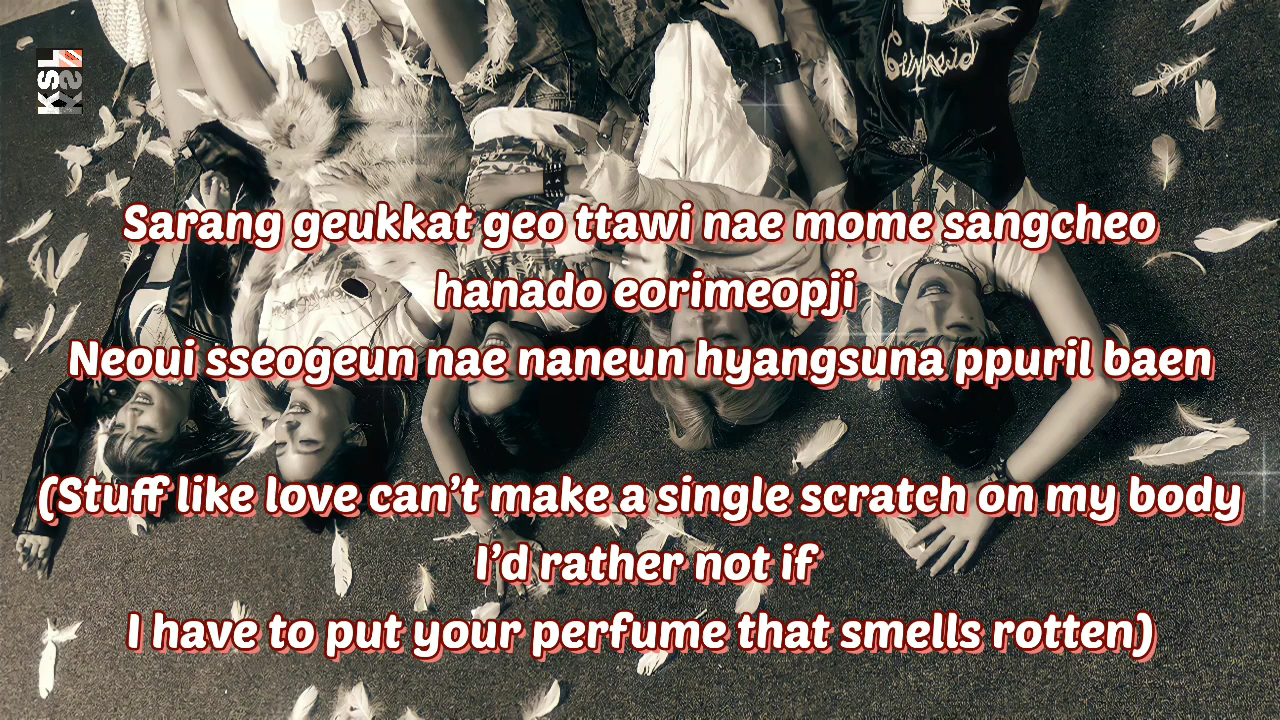 KSL
Sarang geukkat geo ttawi nae mome sangcheo
hanado eorimeopji
Neoui sseogeun nae naneun hyangsuna ppuril baen
(Stuff like love can't make a single scratch on my body
I'd rather not if
I have to put your perfume that smells rotten)